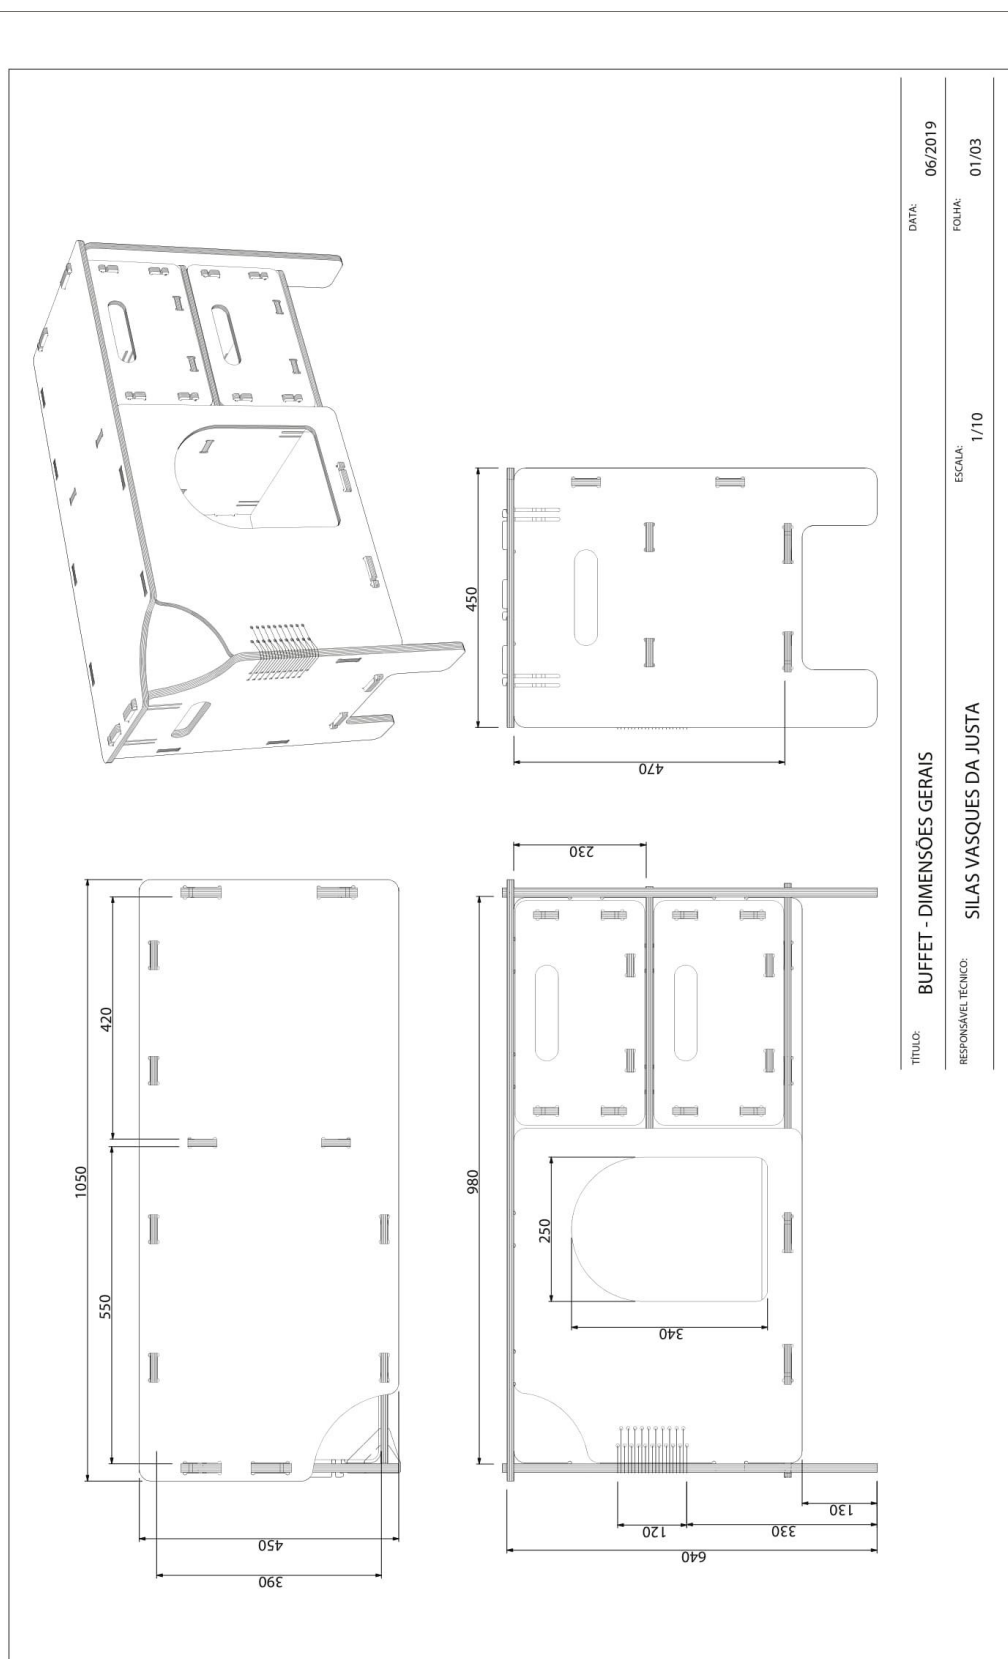 1050
550
420
450
390
450
470
980
230
250
340
120
330
130
640
TÍTULO:
BUFFET - DIMENSÕES GERAIS
DATA:
06/2019
RESPONSÁVEL TÉCNICO:
SILAS VASQUES DA JUSTA
ESCALA:
1/10
FOLHA:
01/03